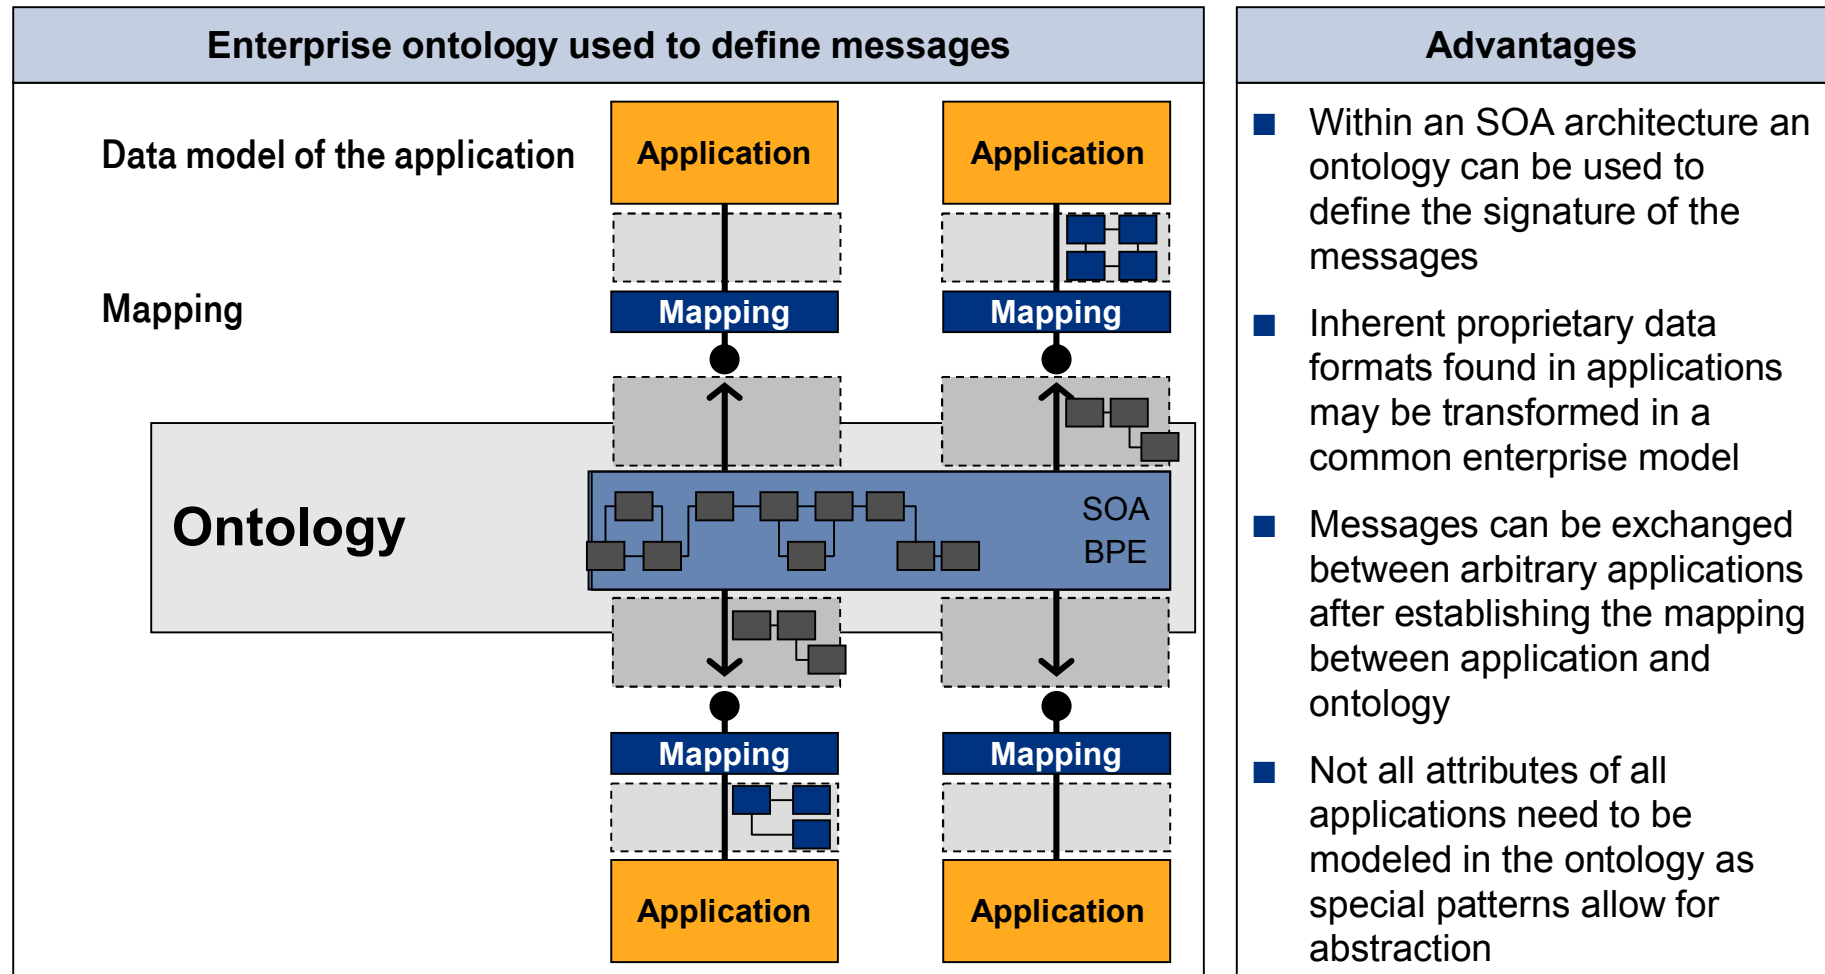 Enterprise ontology used to define messages
Data model of the application
Application
Application
Mapping
Mapping
Mapping
Ontology
SOA
BPE
Mapping
Mapping
Application
Application
Advantages
Within an SOA architecture an
ontology can be used to
define the signature of the
messages
Inherent proprietary data
formats found in applications
may be transformed in a
common enterprise model
Messages can be exchanged
between arbitrary applications
after establishing the mapping
between application and
ontology
Not all attributes of all
applications need to be
modeled in the ontology as
special patterns allow for
abstraction